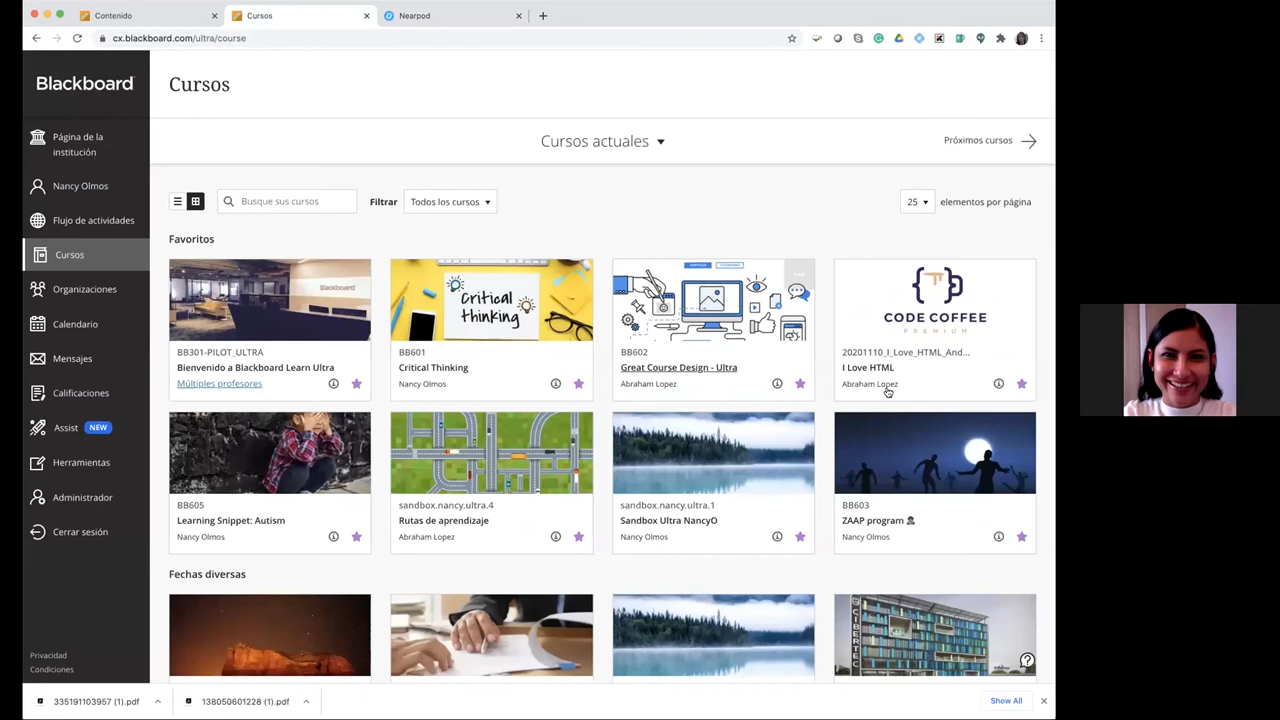 Contenido
Cursos
Nearpod
cx.blackboard.com/ultra/course
Blackboard
Página de la
institución
Nancy Olmos
Flujo de actividades
Cursos
Organizaciones
Calendario
Mensajes
Calificaciones
Assist NEW
Herramientas
Administrador
Cerrar sesión
Privacidad
Condiciones
Cursos
Cursos actuales
Próximos cursos
Busque sus cursos
Filtrar
Todos los cursos
25
elementos por página
Favoritos
Blackboard
BB301-PILOT_ULTRA
Bienvenido a Blackboard Learn Ultra
Múltiples profesores
Critical
thinking
BB601
Critical Thinking
Nancy Olmos
BB602
Great Course Design - Ultra
Abraham Lopez
CODE COFFEE
PREMIUM
20201110_I_Love_HTML_And...
I Love HTML
Abraham Lopez
BB605
Learning Snippet: Autism
Nancy Olmos
sandbox.nancy.ultra.4
Rutas de aprendizaje
Abraham Lopez
sandbox.nancy.ultra.1
Sandbox Ultra NancyO
Nancy Olmos
BB603
ZAAP program
Nancy Olmos
Fechas diversas
CIBERTEC
335191103957 (1).pdf
138050601228 (1).pdf
Show All